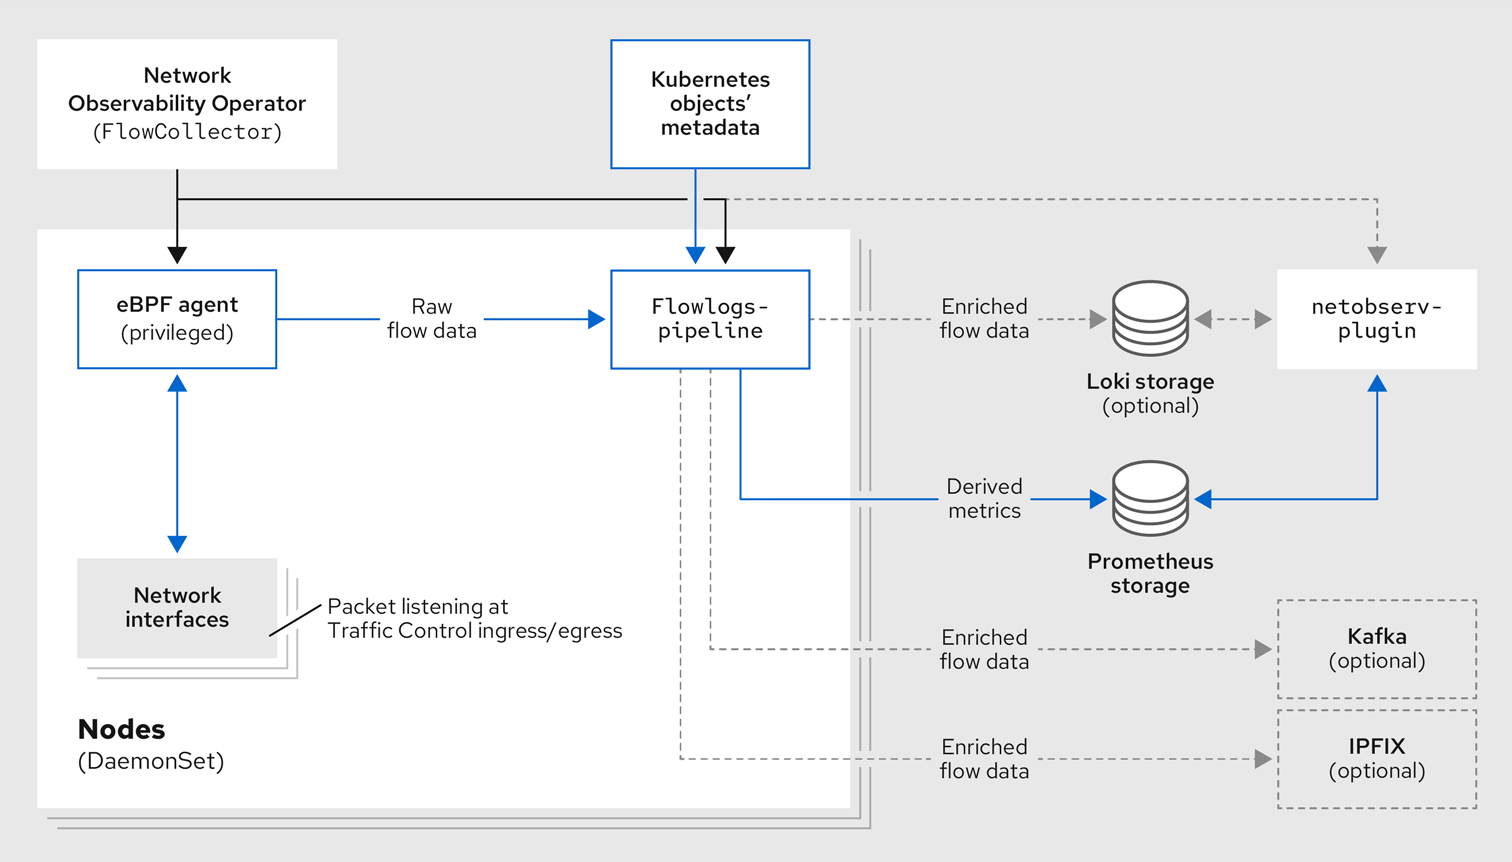 Network
Observability Operator
(FlowCollector)
Kubernetes
objects’
metadata
eBPF agent
(privileged)
Raw
flow data
Flowlogs-
pipeline
Enriched
flow data
Loki storage
(optional)
netobserv-
plugin
Derived
metrics
Prometheus
storage
Network
interfaces
Packet listening at
Traffic Control ingress/egress
Enriched
flow data
Kafka
(optional)
Nodes
(DaemonSet)
Enriched
flow data
IPFIX
(optional)